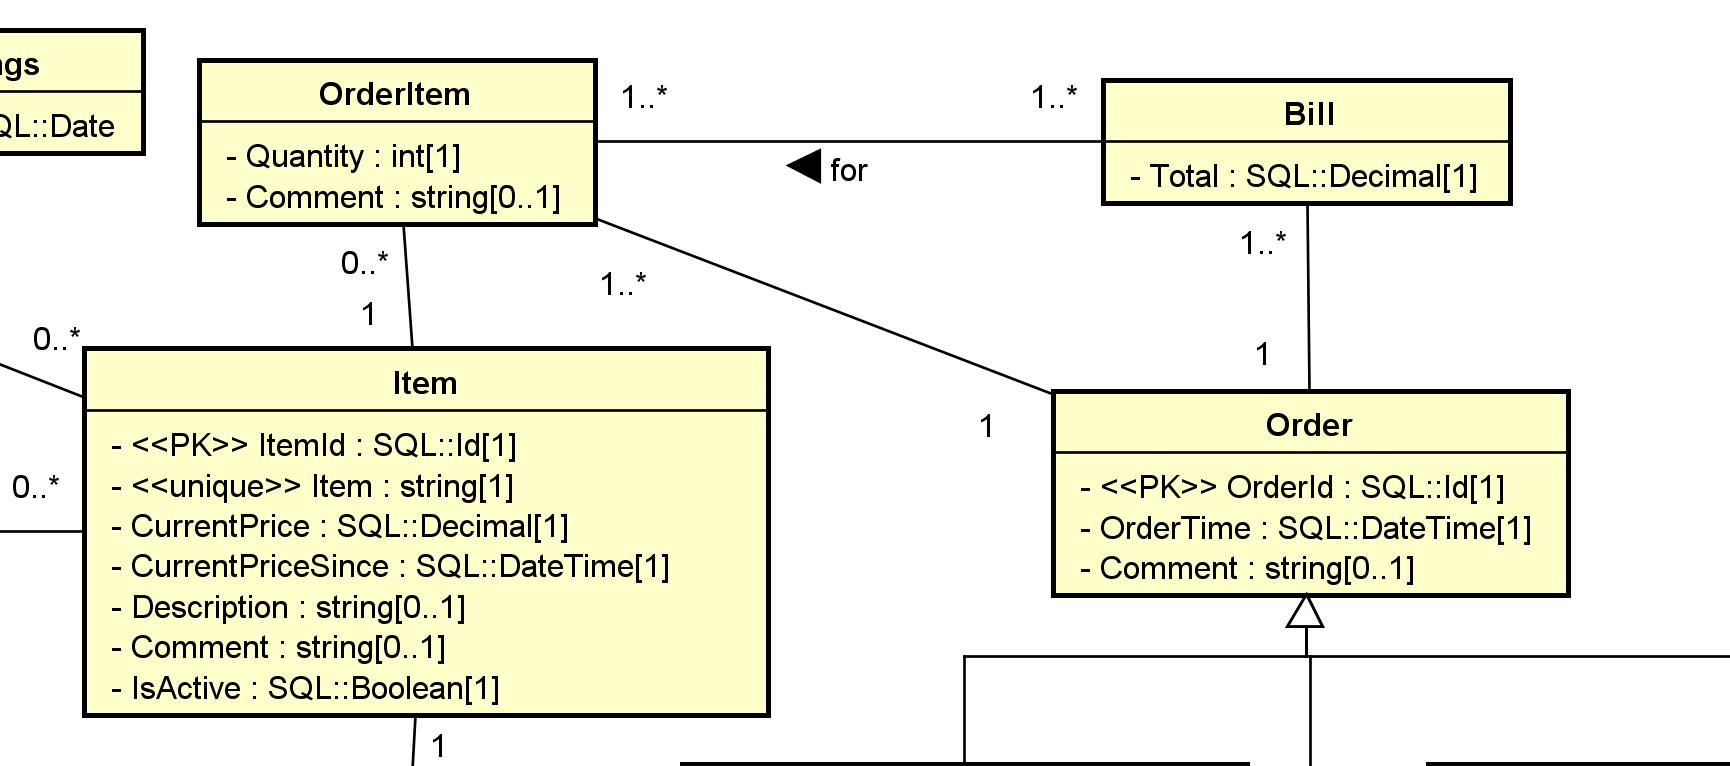 QL::Date
OrderItem
- Quantity : int[1]
- Comment : string[0..1]
1..*
1..*
for
Bill
- Total : SQL::Decimal[1]
0..*
1
1..*
1..*
1
1
0..*
0..*
Item
- <<PK>> ItemId : SQL::Id[1]
- <<unique>> Item : string[1]
- CurrentPrice : SQL::Decimal[1]
- CurrentPriceSince : SQL::DateTime[1]
- Description : string[0..1]
- Comment : string[0..1]
- IsActive : SQL::Boolean[1]
1
Order
- <<PK>> OrderId : SQL::Id[1]
- OrderTime : SQL::DateTime[1]
- Comment : string[0..1]